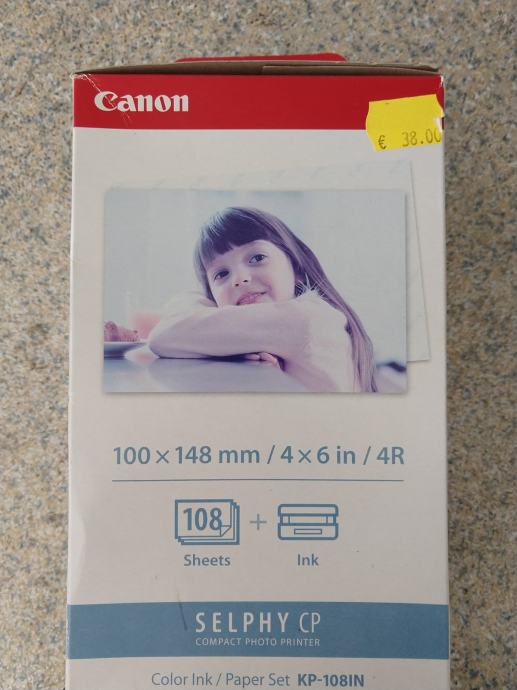 Canon
€ 38.00
100 × 148 mm / 4 × 6 in / 4R
108 + 
Sheets Ink
SELPHY CP
COMPACT PHOTO PRINTER
Color Ink / Paper Set KP-108IN